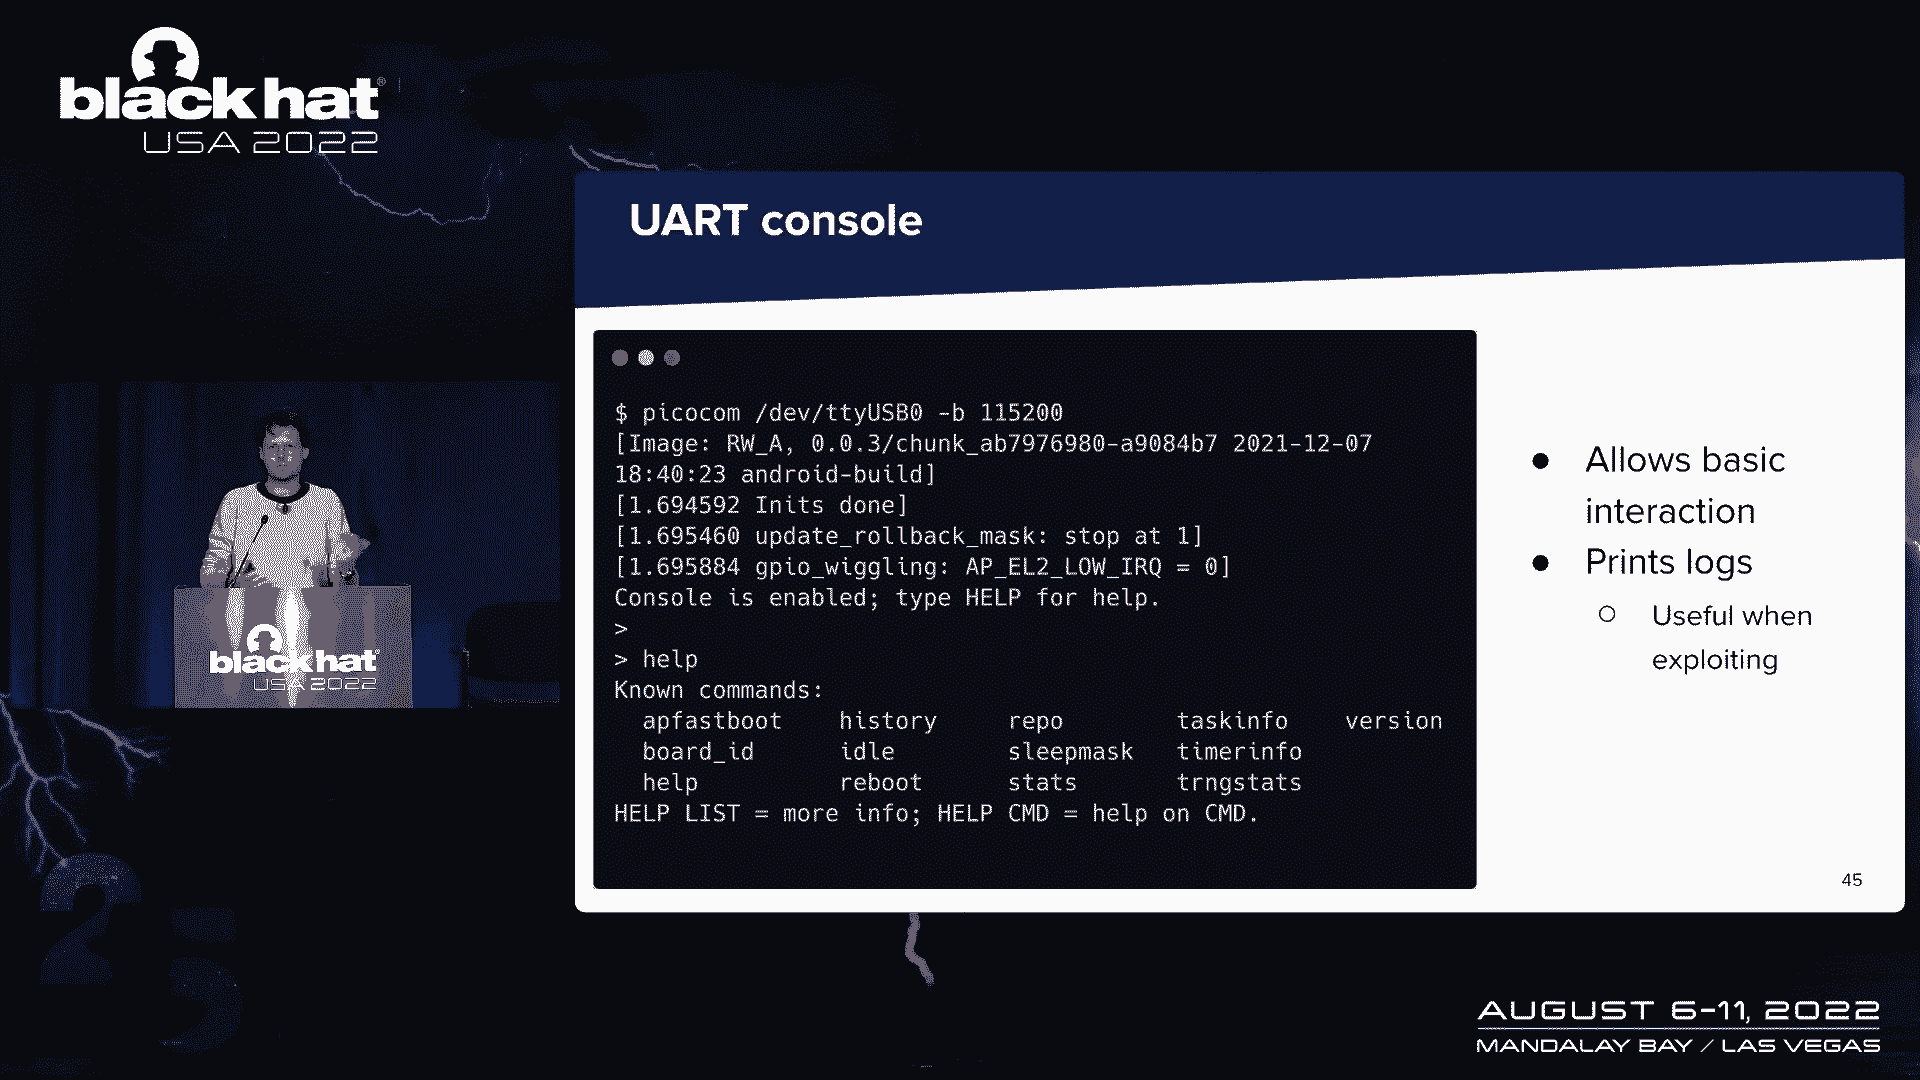 black hat®
USA 2022
UART console
$ picocom /dev/ttyUSB0 -b 115200
[Image: RW_A, 0.0.3/chunk_ab7976980-a9084b7 2021-12-07
18:40:23 android-build]
[1.694592 Inits done]
[1.695460 update_rollback_mask: stop at 1]
[1.695884 gpio_wiggling: AP_EL2_LOW_IRQ = 0]
Console is enabled; type HELP for help.
>
> help
Known commands:
apfastboot history repo taskinfo version
board_id idle sleepmask timerinfo
help reboot stats trngstats
HELP LIST = more info; HELP CMD = help on CMD.
● Allows basic
interaction
● Prints logs
○ Useful when
exploiting
45
black hat
USA 2022
25
AUGUST 6-11, 2022
MANDALAY BAY / LAS VEGAS